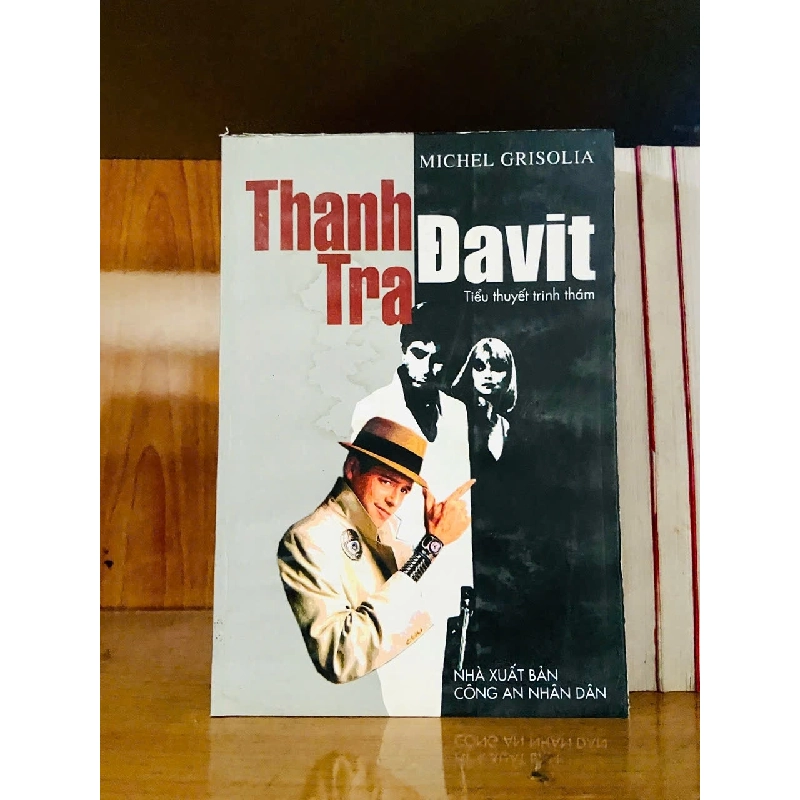 MICHEL GRISOLIA
Thanh
Tra
Đavit
Tiểu thuyết trinh thám
NHÀ XUẤT BẢN
CÔNG AN NHÂN DÂN